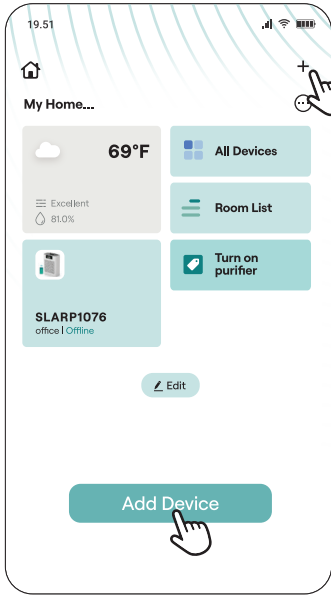 19.51
My Home...
69°F
Excellent
81.0%
All Devices
Room List
SLARP1076
office | Offline
Turn on
purifier
Edit
Add Device